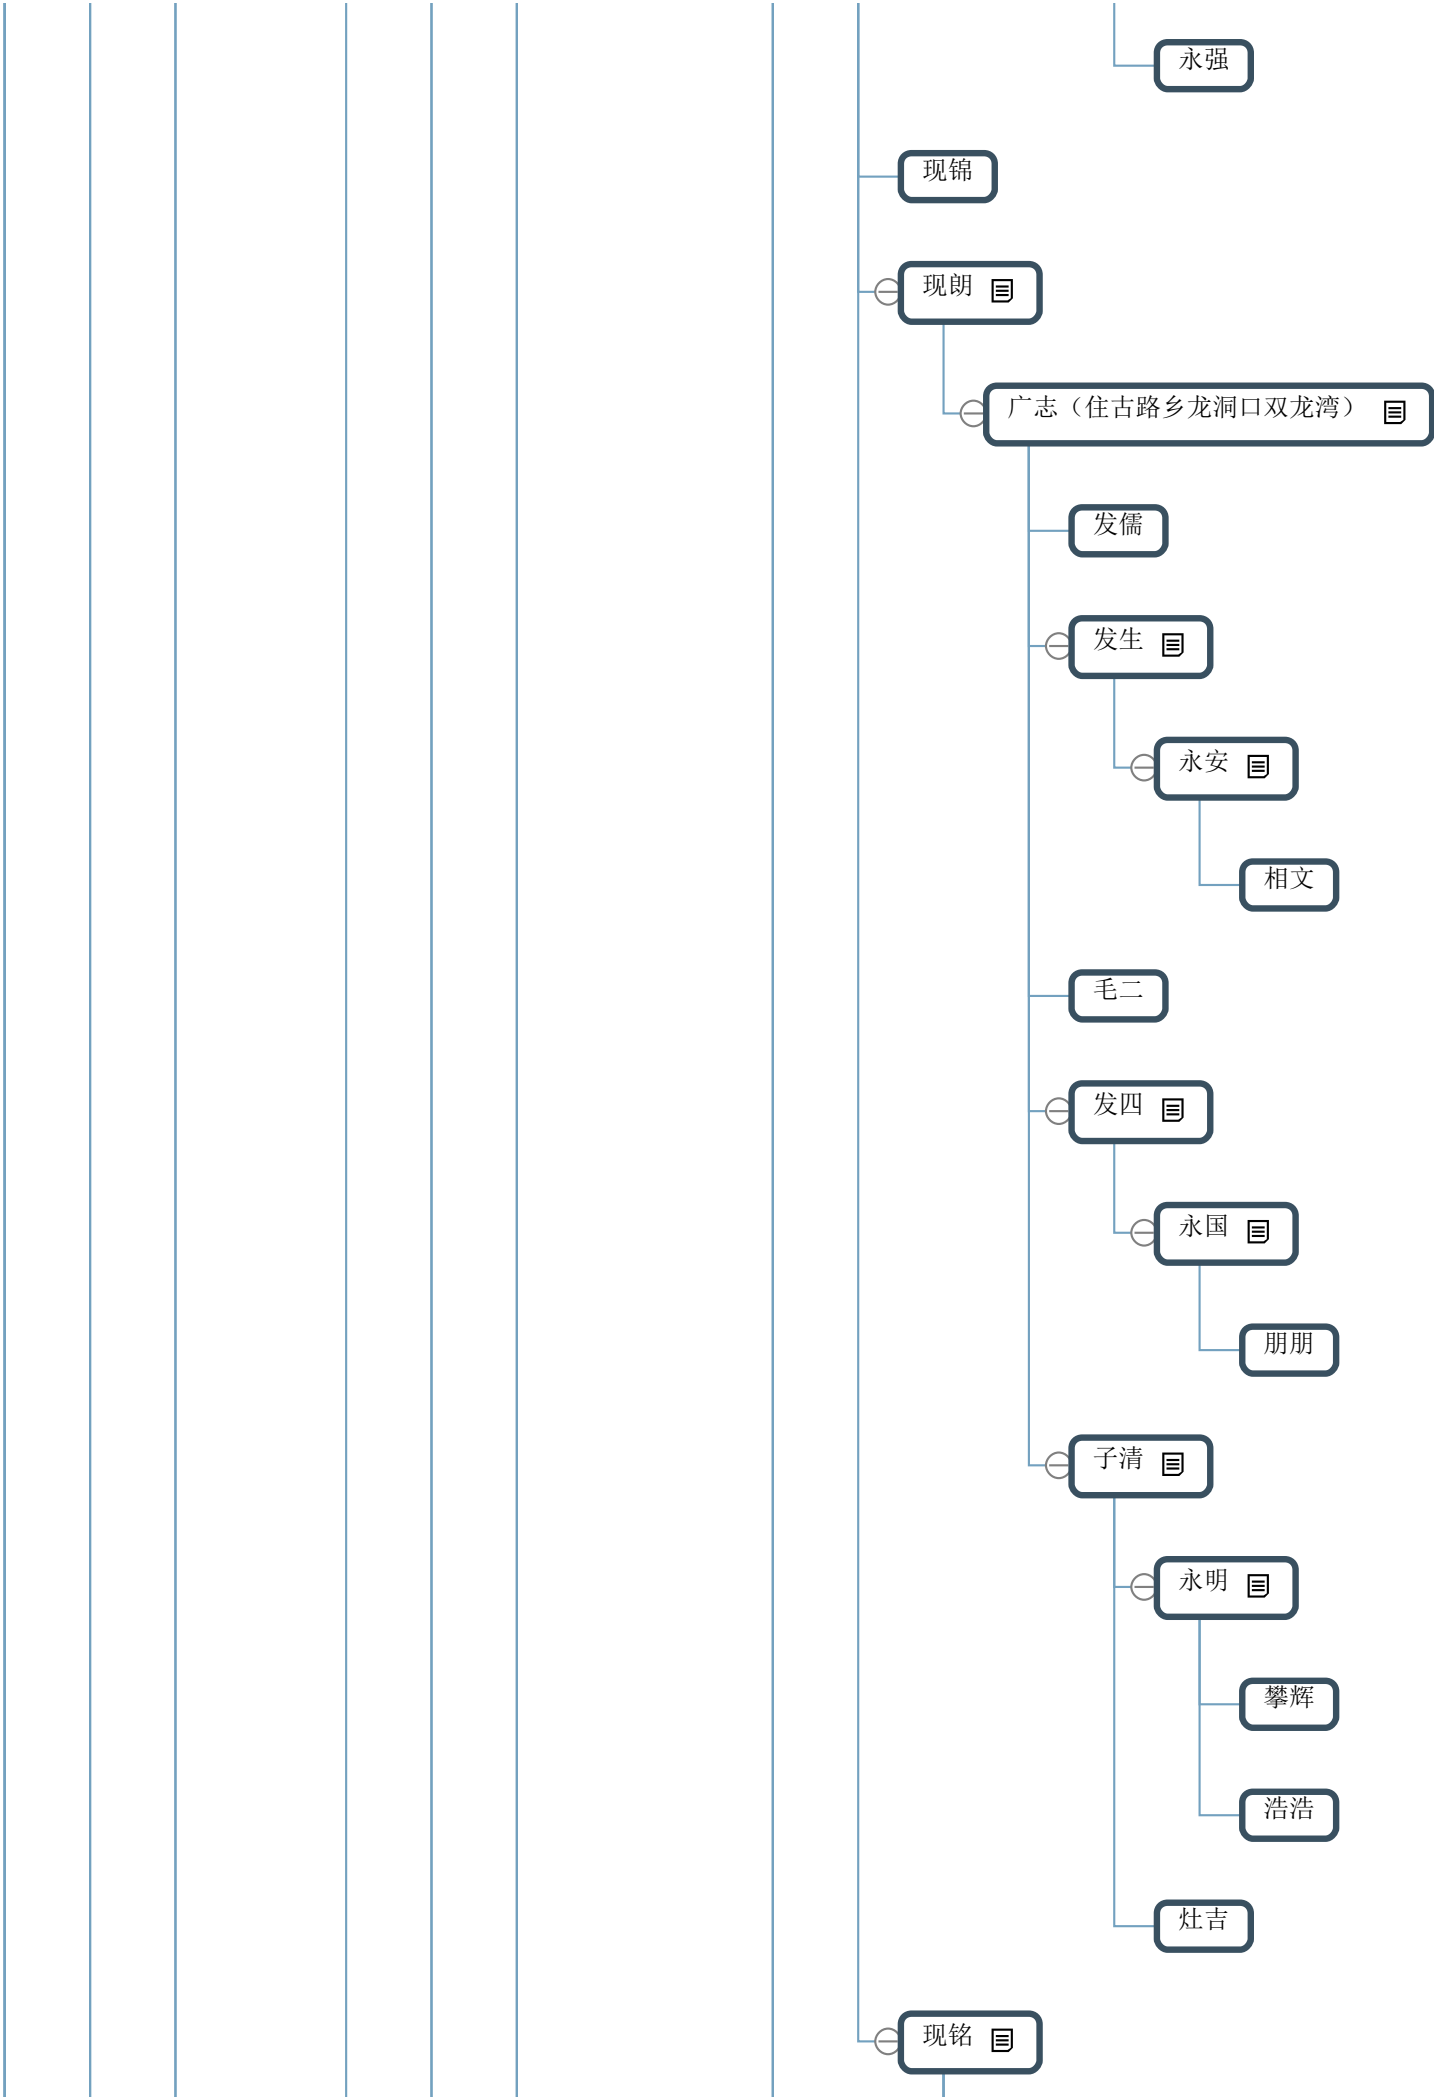 永强
现锦
现朗
广志（住古路乡龙洞口双龙湾）
发儒
发生
永安
相文
毛二
发四
永国
朋朋
子清
永明
攀辉
浩浩
灶吉
现铭